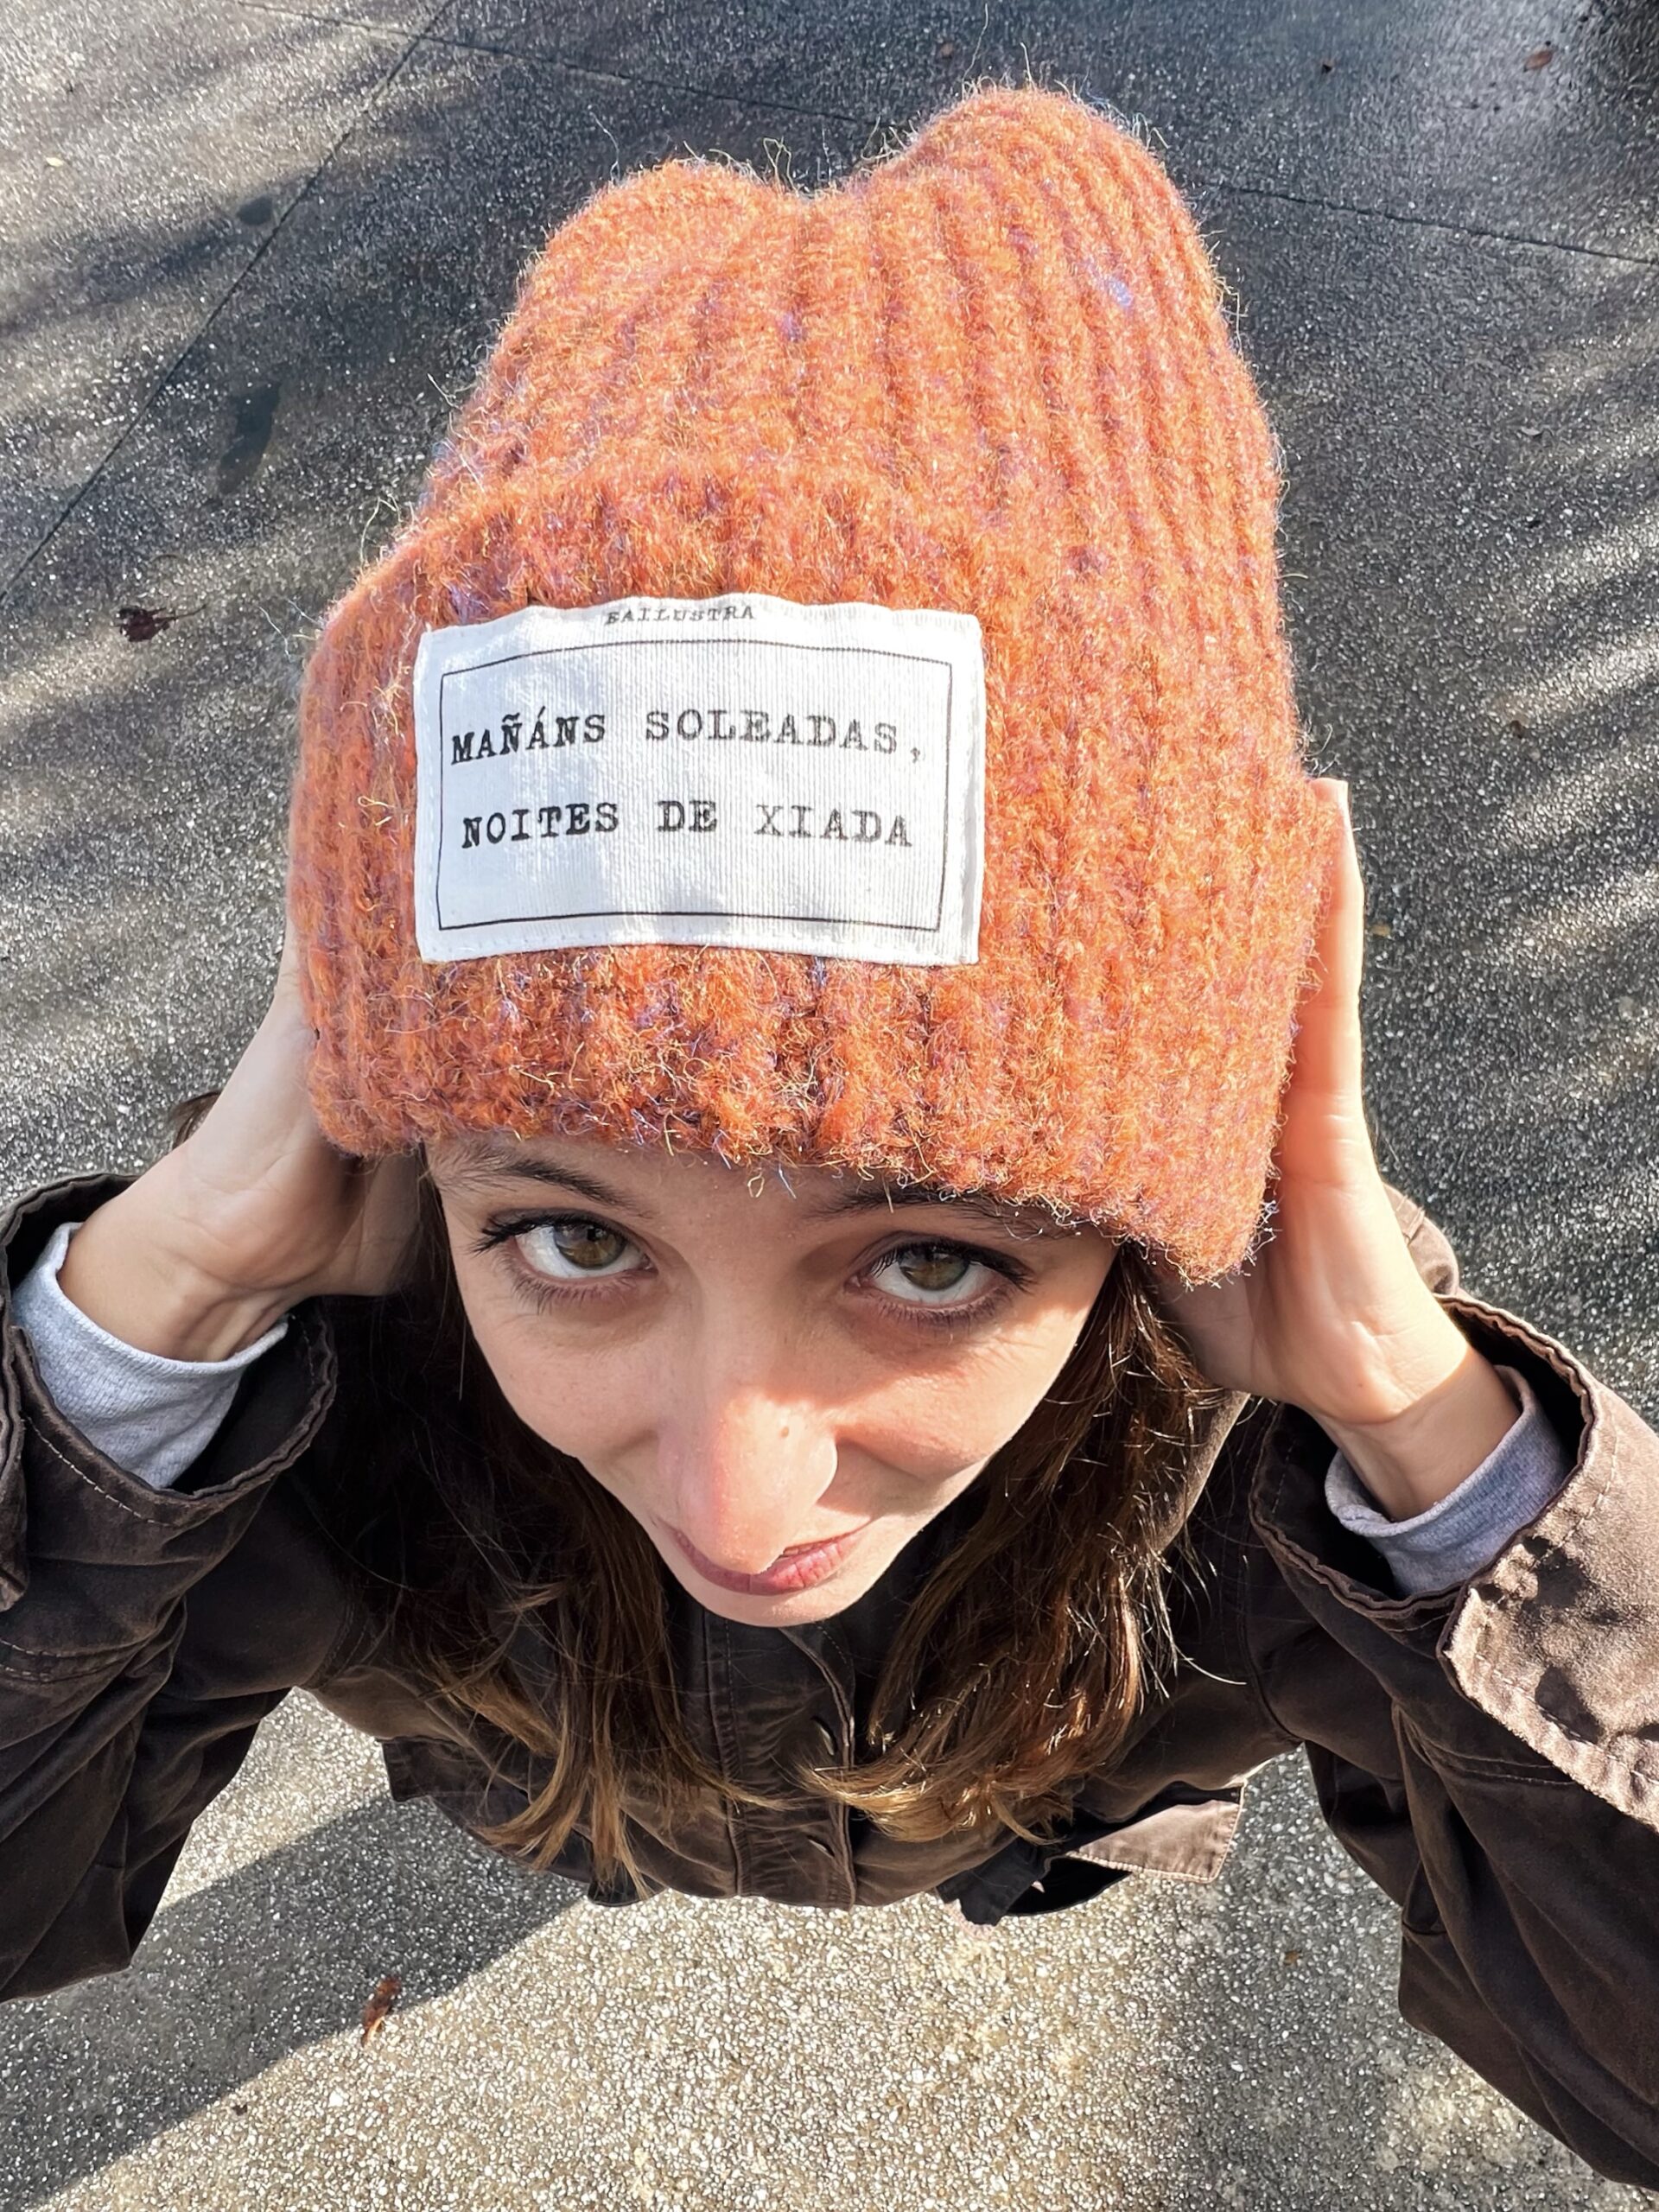 BAILUSTRA
MAÑÁNS SOLEADAS,
NOITES DE XIADA